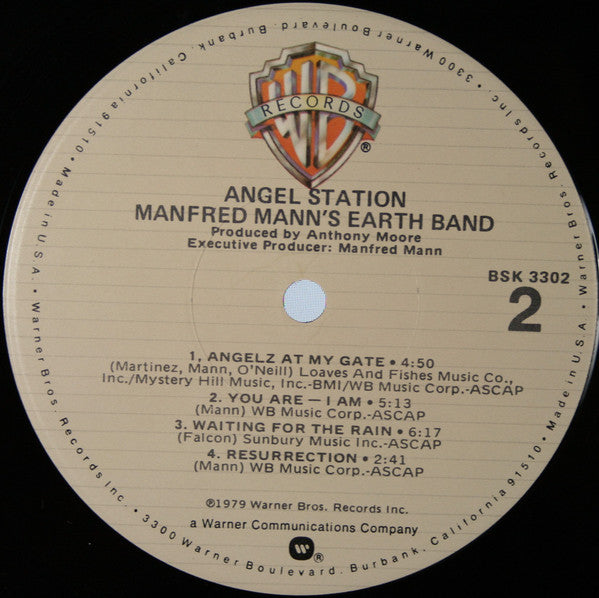 WB
RECORDS
®
ANGEL STATION
MANFRED MANN'S EARTH BAND
Produced by Anthony Moore
Executive Producer: Manfred Mann
BSK 3302
2
1. ANGELZ AT MY GATE • 4:50
(Martinez, Mann, O'Neill) Loaves And Fishes Music Co.,
Inc./Mystery Hill Music, Inc.-BMI/WB Music Corp.-ASCAP
2. YOU ARE — I AM • 5:13
(Mann) WB Music Corp.-ASCAP
3. WAITING FOR THE RAIN • 6:17
(Falcon) Sunbury Music Inc.-ASCAP
4. RESURRECTION • 2:41
(Mann) WB Music Corp.-ASCAP
℗1979 Warner Bros. Records Inc.
a Warner Communications Company
®
Warner Bros. Records Inc. • 3300 Warner Boulevard, Burbank, California 91510 • Made in U.S.A. • Warner Bros. Records Inc. • 3300 Warner Boulevard, Burbank, California 91510 • Made in U.S.A. •